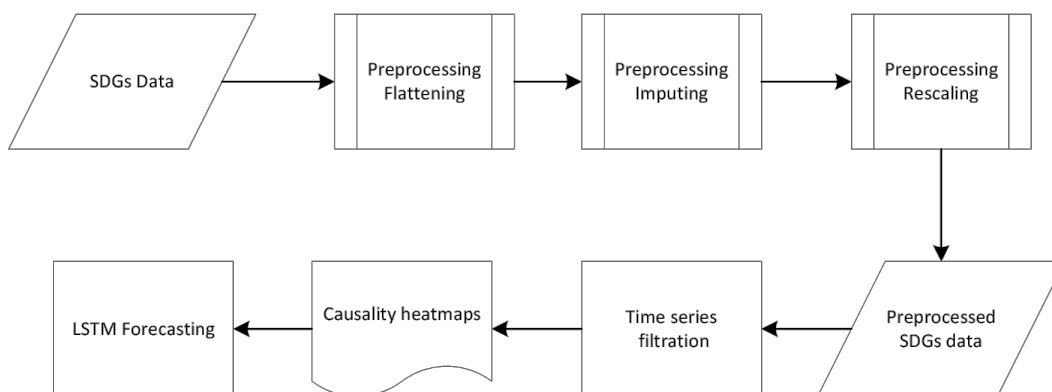 SDGs Data
Preprocessing
Flattening
Preprocessing
Imputing
Preprocessing
Rescaling
LSTM Forecasting
Causality heatmaps
Time series
filtration
Preprocessed
SDGs data